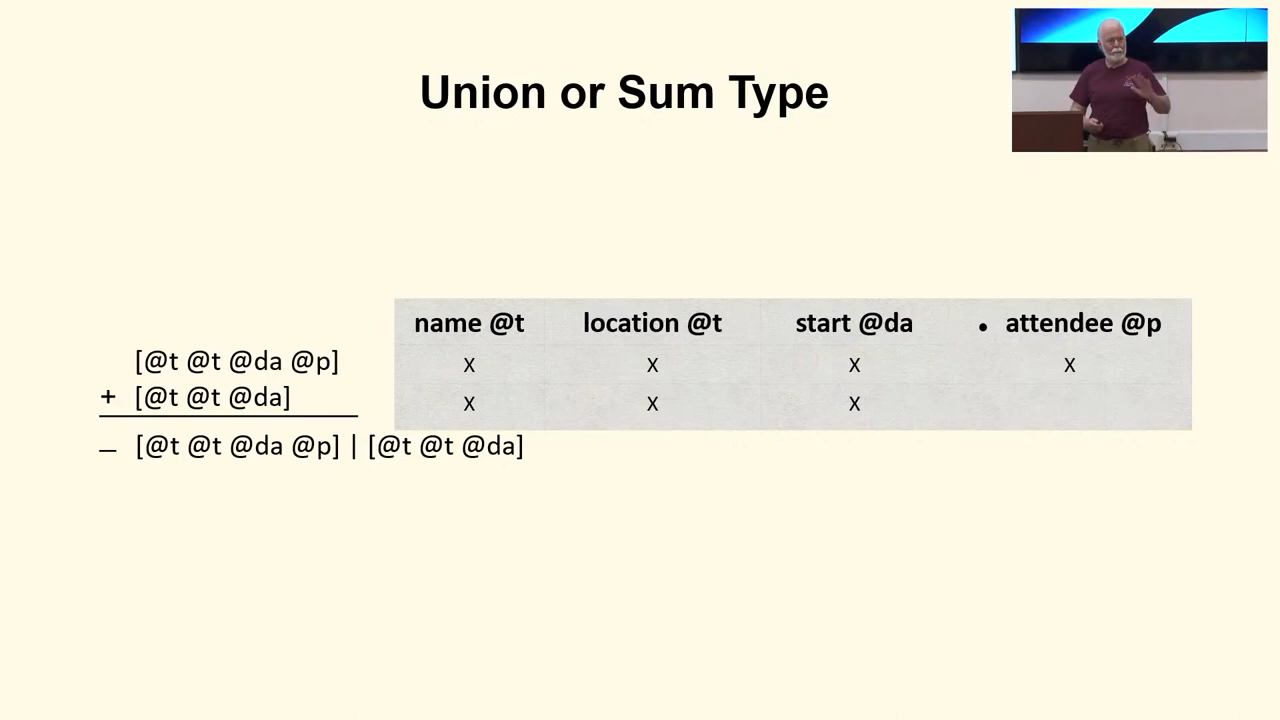 Union or Sum Type
name @t location @t start @da • attendee @p
[@t @t @da @p] x x x x
+ [@t @t @da] x x x
_ [@t @t @da @p] | [@t @t @da]